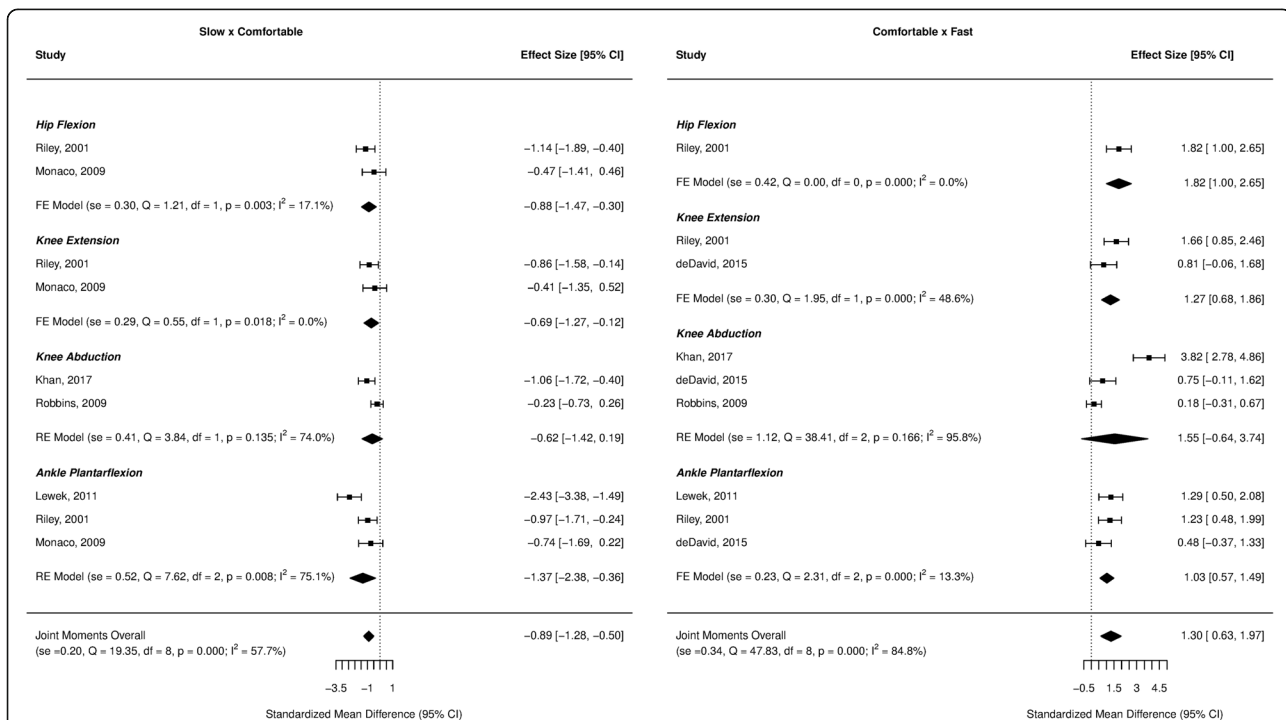 Slow x Comfortable
Study Effect Size [95% CI]
Hip Flexion
Riley, 2001 −1.14 [−1.89, −0.40]
Monaco, 2009 −0.47 [−1.41, 0.46]
FE Model (se = 0.30, Q = 1.21, df = 1, p = 0.003; I² = 17.1%) −0.88 [−1.47, −0.30]
Knee Extension
Riley, 2001 −0.86 [−1.58, −0.14]
Monaco, 2009 −0.41 [−1.35, 0.52]
FE Model (se = 0.29, Q = 0.55, df = 1, p = 0.018; I² = 0.0%) −0.69 [−1.27, −0.12]
Knee Abduction
Khan, 2017 −1.06 [−1.72, −0.40]
Robbins, 2009 −0.23 [−0.73, 0.26]
RE Model (se = 0.41, Q = 3.84, df = 1, p = 0.135; I² = 74.0%) −0.62 [−1.42, 0.19]
Ankle Plantarflexion
Lewek, 2011 −2.43 [−3.38, −1.49]
Riley, 2001 −0.97 [−1.71, −0.24]
Monaco, 2009 −0.74 [−1.69, 0.22]
RE Model (se = 0.52, Q = 7.62, df = 2, p = 0.008; I² = 75.1%) −1.37 [−2.38, −0.36]
Joint Moments Overall −0.89 [−1.28, −0.50]
(se =0.20, Q = 19.35, df = 8, p = 0.000; I² = 57.7%)
−3.5 −1 1
Standardized Mean Difference (95% CI)
Comfortable x Fast
Study Effect Size [95% CI]
Hip Flexion
Riley, 2001 1.82 [ 1.00, 2.65]
FE Model (se = 0.42, Q = 0.00, df = 0, p = 0.000; I² = 0.0%) 1.82 [1.00, 2.65]
Knee Extension
Riley, 2001 1.66 [ 0.85, 2.46]
deDavid, 2015 0.81 [−0.06, 1.68]
FE Model (se = 0.30, Q = 1.95, df = 1, p = 0.000; I² = 48.6%) 1.27 [0.68, 1.86]
Knee Abduction
Khan, 2017 3.82 [ 2.78, 4.86]
deDavid, 2015 0.75 [−0.11, 1.62]
Robbins, 2009 0.18 [−0.31, 0.67]
RE Model (se = 1.12, Q = 38.41, df = 2, p = 0.166; I² = 95.8%) 1.55 [−0.64, 3.74]
Ankle Plantarflexion
Lewek, 2011 1.29 [ 0.50, 2.08]
Riley, 2001 1.23 [ 0.48, 1.99]
deDavid, 2015 0.48 [−0.37, 1.33]
FE Model (se = 0.23, Q = 2.31, df = 2, p = 0.000; I² = 13.3%) 1.03 [0.57, 1.49]
Joint Moments Overall 1.30 [ 0.63, 1.97]
(se =0.34, Q = 47.83, df = 8, p = 0.000; I² = 84.8%)
−0.5 1.5 3 4.5
Standardized Mean Difference (95% CI)